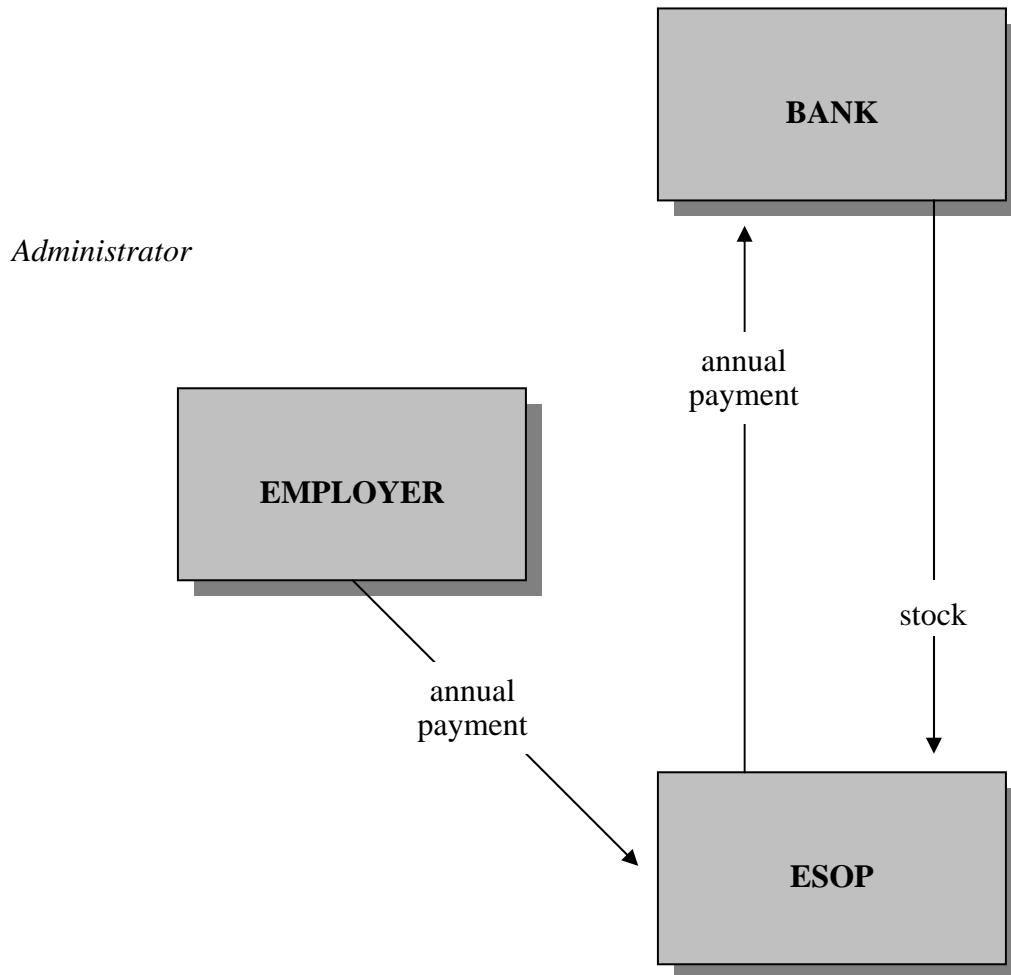 BANK
Administrator
annual
payment
EMPLOYER
stock
annual
payment
ESOP